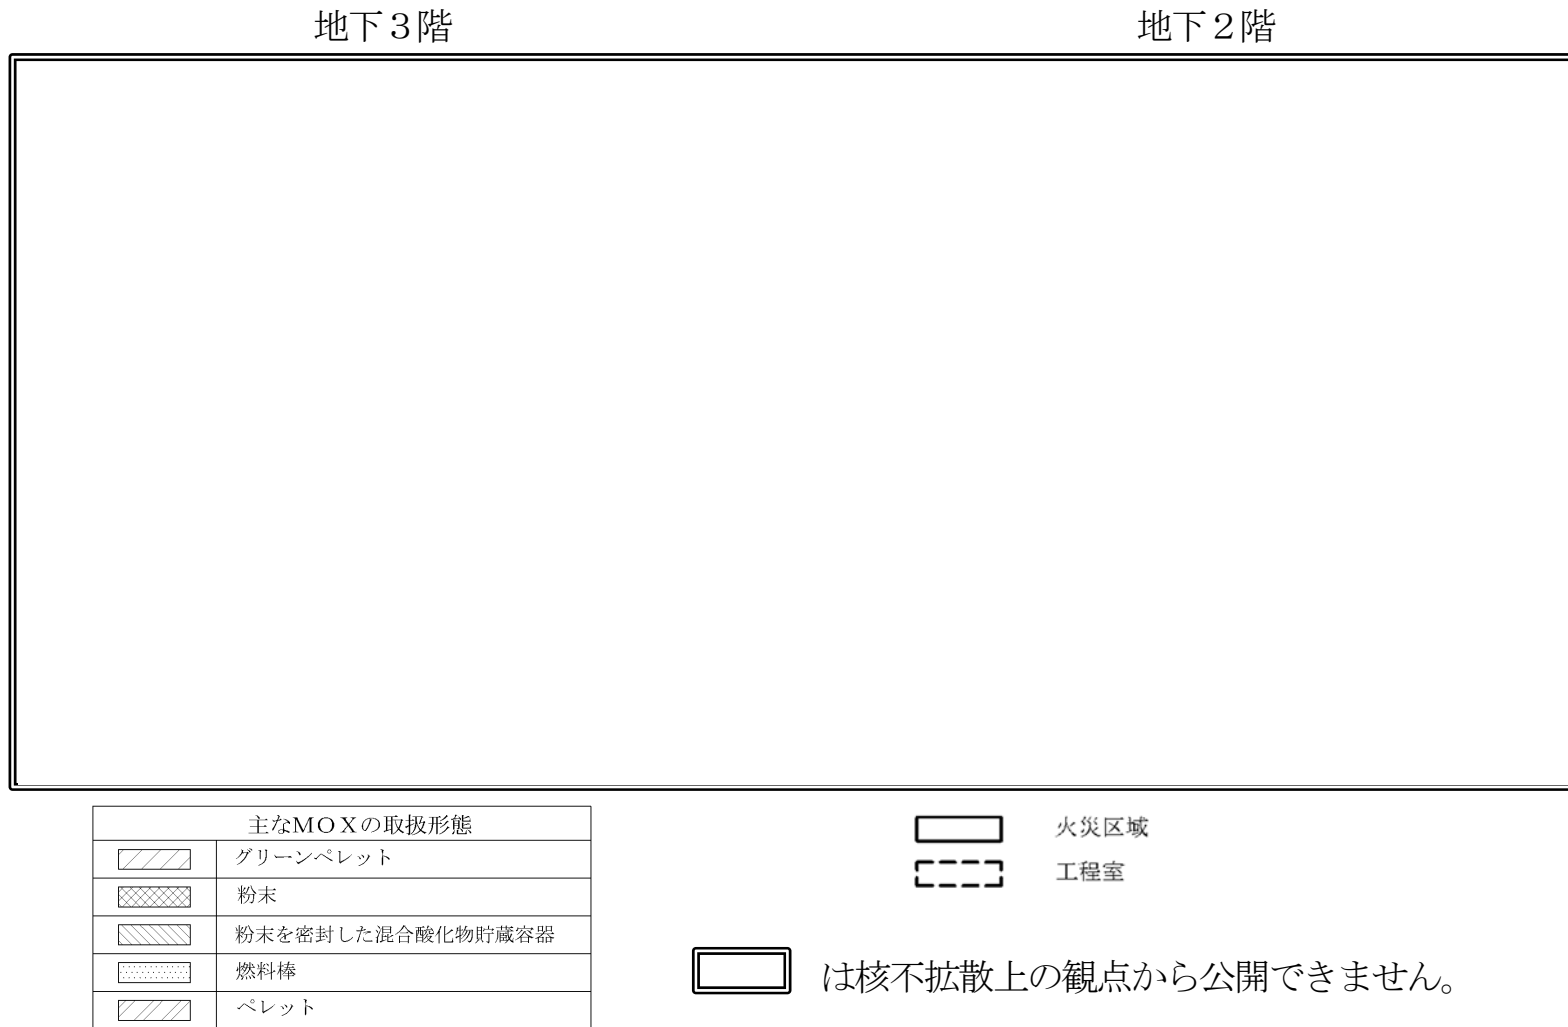 地下３階
地下２階
主なMOXの取扱形態
グリーンペレット
粉末
粉末を密封した混合酸化物貯蔵容器
燃料棒
ペレット
火災区域
工程室
は核不拡散上の観点から公開できません。